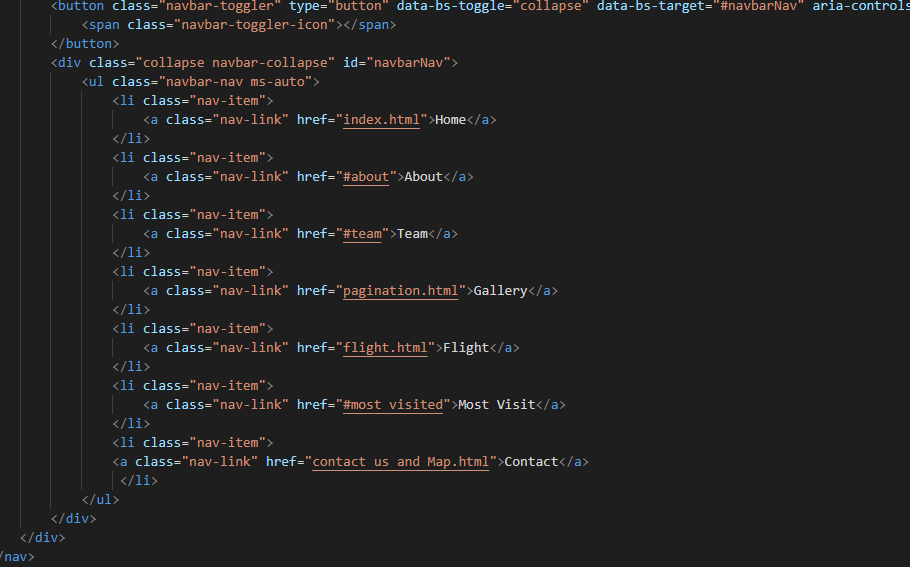 <button class="navbar-toggler" type="button" data-bs-toggle="collapse" data-bs-target="#navbarNav" aria-controls
<span class="navbar-toggler-icon"></span>
</button>
<div class="collapse navbar-collapse" id="navbarNav">
<ul class="navbar-nav ms-auto">
<li class="nav-item">
<a class="nav-link" href="index.html">Home</a>
</li>
<li class="nav-item">
<a class="nav-link" href="#about">About</a>
</li>
<li class="nav-item">
<a class="nav-link" href="#team">Team</a>
</li>
<li class="nav-item">
<a class="nav-link" href="pagination.html">Gallery</a>
</li>
<li class="nav-item">
<a class="nav-link" href="flight.html">Flight</a>
</li>
<li class="nav-item">
<a class="nav-link" href="#most visited">Most Visit</a>
</li>
<li class="nav-item">
<a class="nav-link" href="contact us and Map.html">Contact</a>
</li>
</ul>
</div>
</div>
/nav>